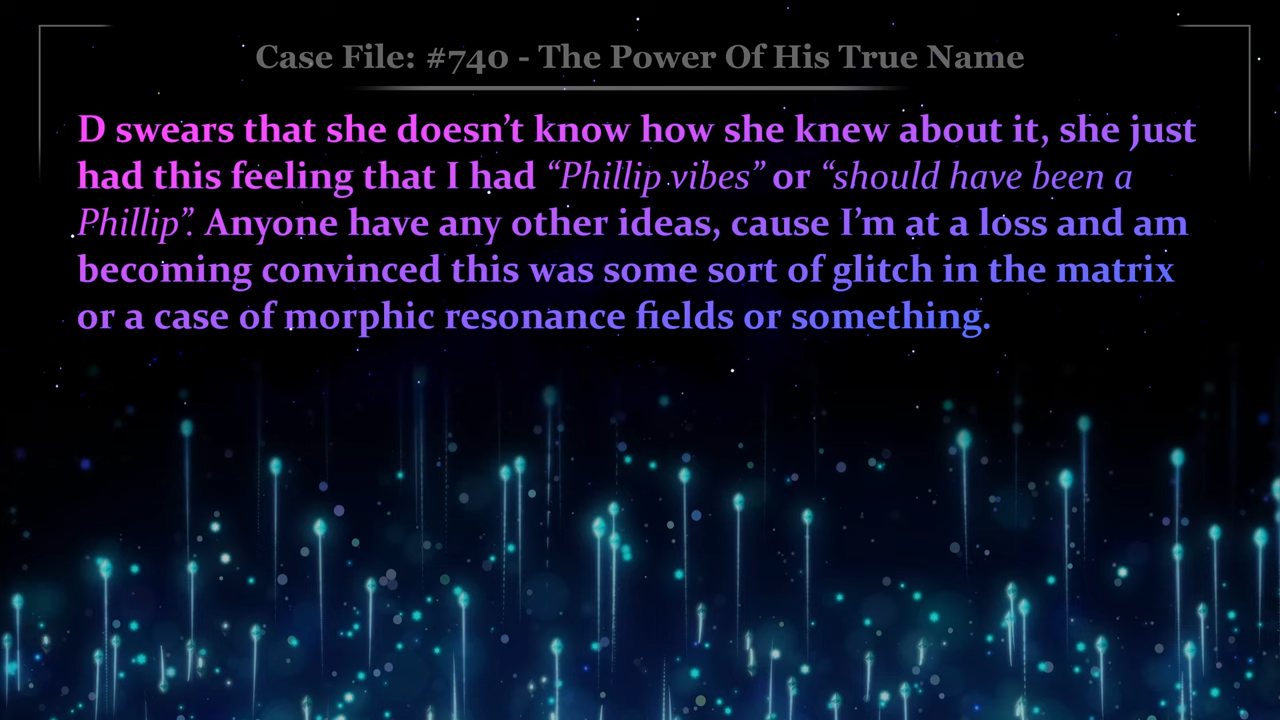 Case File: #740 - The Power Of His True Name
D swears that she doesn’t know how she knew about it, she just
had this feeling that I had “Phillip vibes” or “should have been a
Phillip”. Anyone have any other ideas, cause I’m at a loss and am
becoming convinced this was some sort of glitch in the matrix
or a case of morphic resonance fields or something.